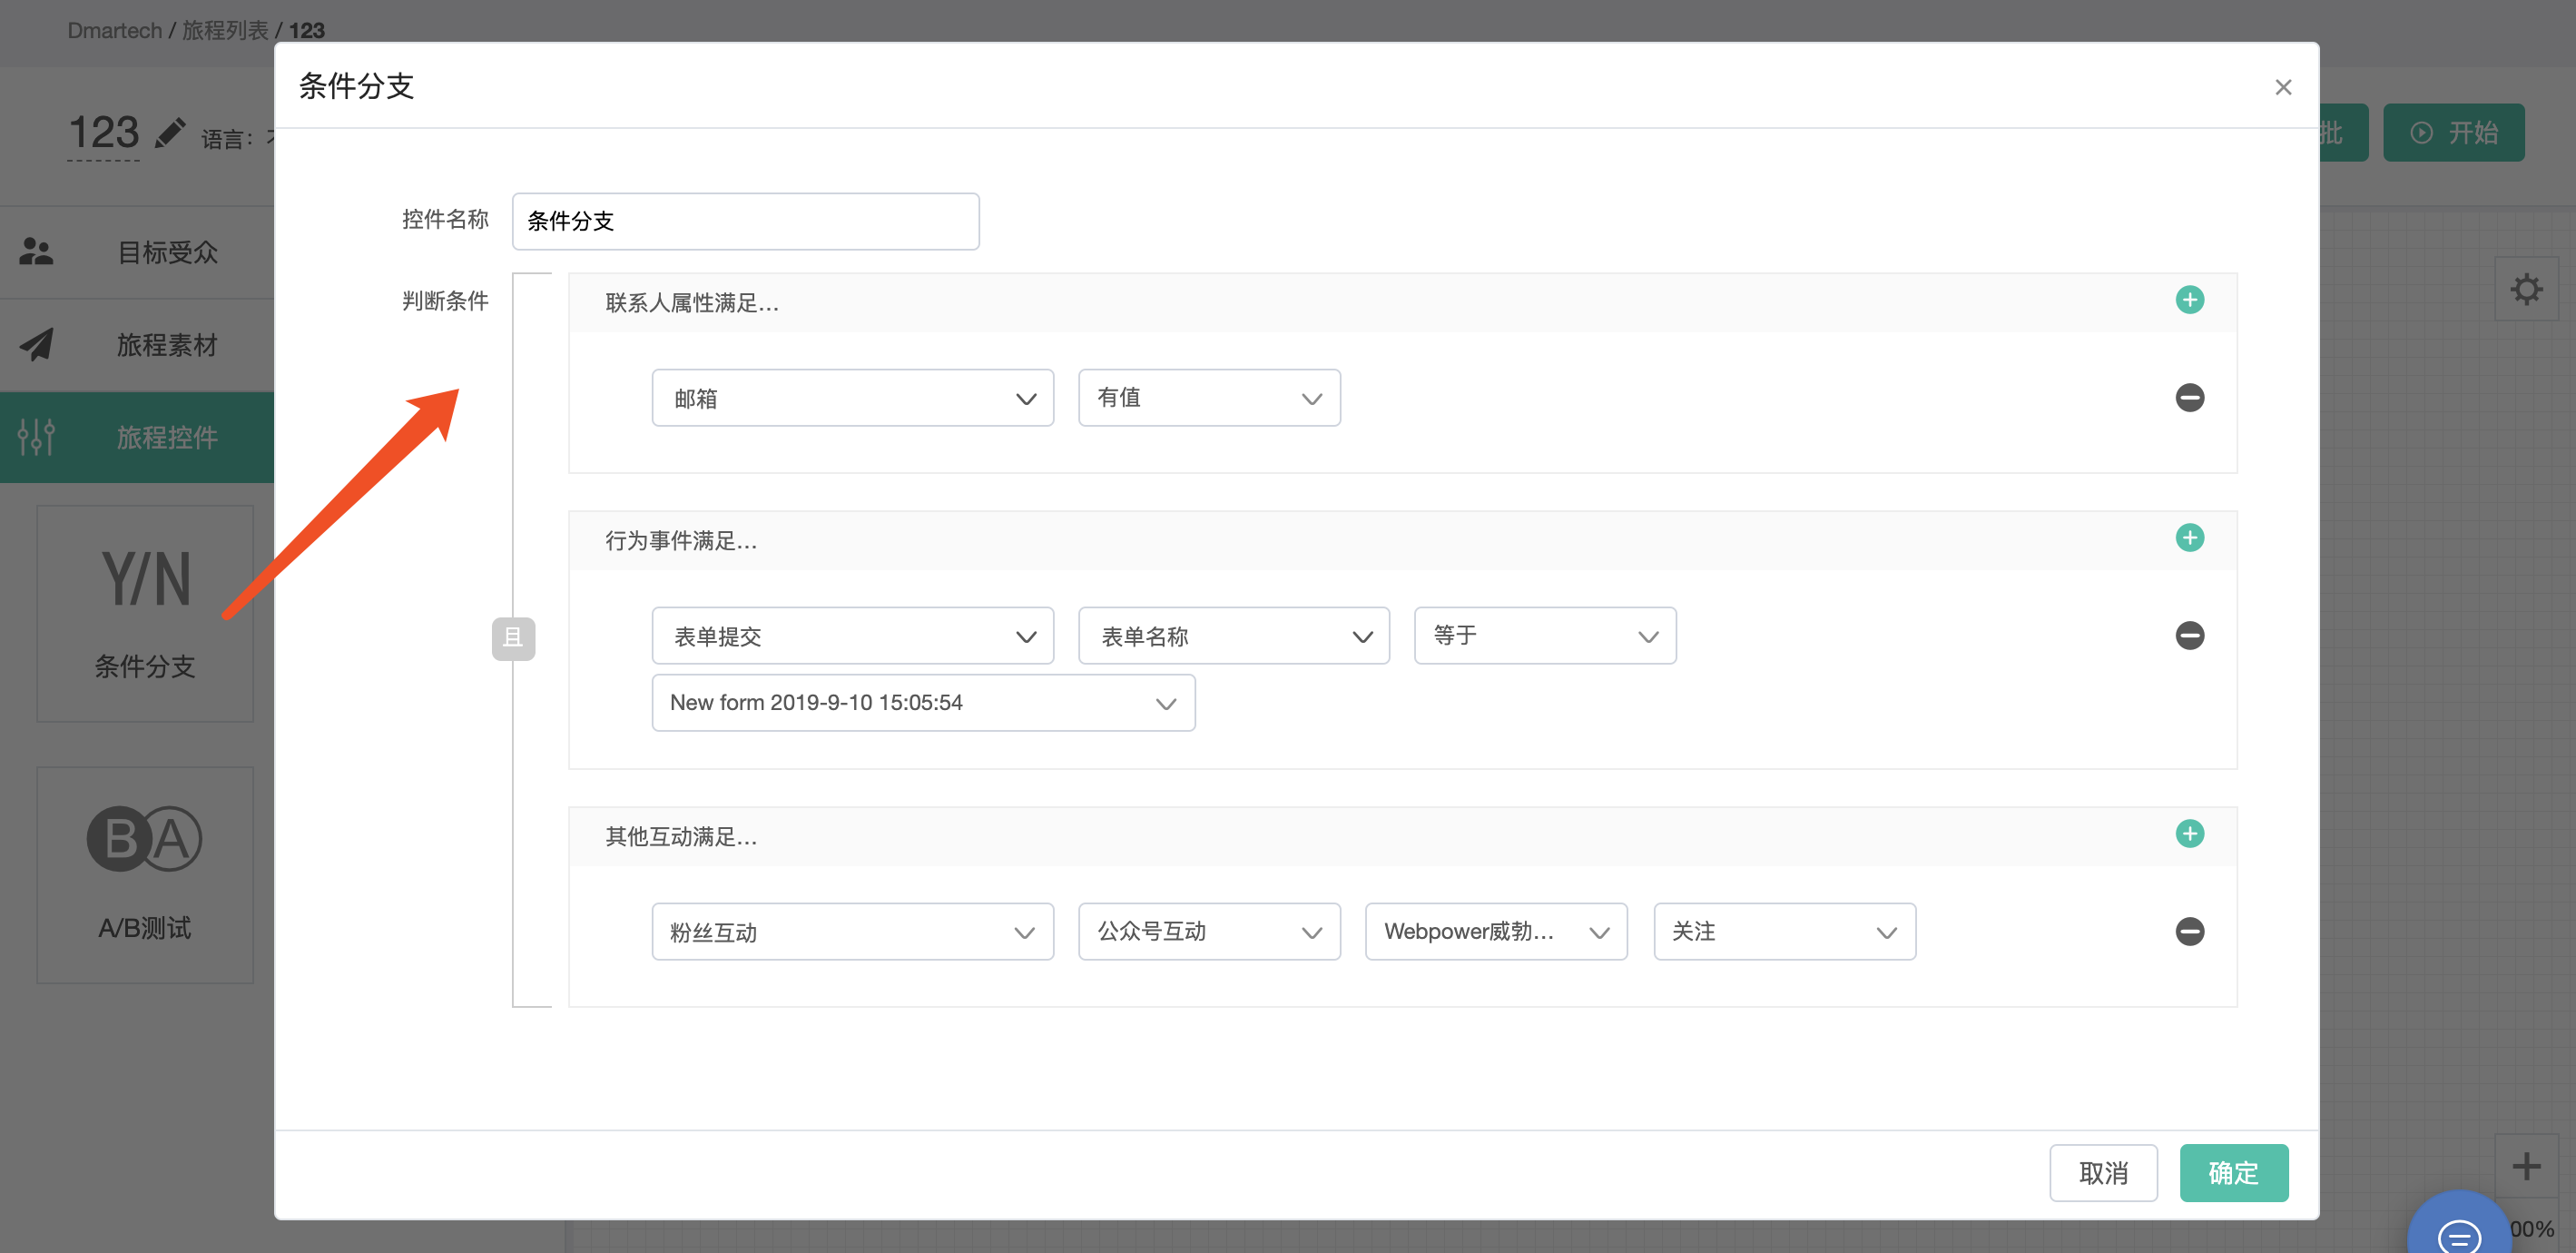 Dmartech / 旅程列表 / 123
条件分支
123 语言:
批
开始
控件名称 条件分支
目标受众
判断条件
联系人属性满足...
旅程素材
邮箱 有值
旅程控件
行为事件满足...
Y/N
条件分支
且
表单提交 表单名称 等于
New form 2019-9-10 15:05:54
BA
A/B测试
其他互动满足...
粉丝互动 公众号互动 Webpower威勃... 关注
取消 确定
00%